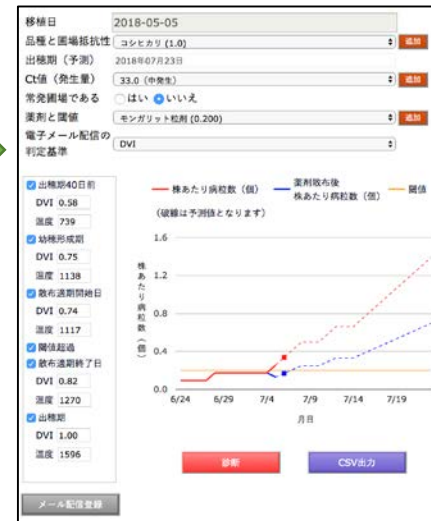 移植日 2018-05-05
品種と圃場抵抗性 コシヒカリ (1.0) 追加
出穂期（予測） 2018年07月23日
Ct値（発生量） 33.0（中発生） 追加
常発圃場である はい いいえ
薬剤と閾値 モンガリット粒剤 (0.200) 追加
電子メール配信の
判定基準 DVI
出穂期40日前
DVI 0.58
温度 739
幼穂形成期
DVI 0.75
温度 1138
散布適期開始日
DVI 0.74
温度 1117
閾値超過
散布適期終了日
DVI 0.82
温度 1270
出穂期
DVI 1.00
温度 1596
株あたり病粒数（個）
薬剤散布後
株あたり病粒数（個）
閾値
（破線は予測値となります）
株あたり病粒数（個）
1.6
1.2
0.8
0.4
0.0
6/24 6/29 7/4 7/9 7/14 7/19
月日
診断 CSV出力
メール配信登録